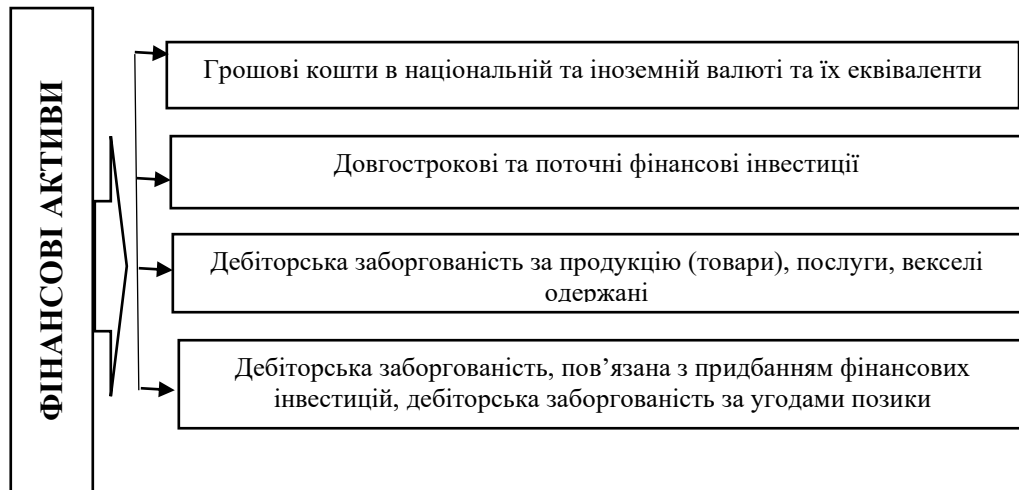 ФІНАНСОВІ АКТИВИ
Грошові кошти в національній та іноземній валюті та їх еквіваленти
Довгострокові та поточні фінансові інвестиції
Дебіторська заборгованість за продукцію (товари), послуги, векселі
одержані
Дебіторська заборгованість, пов’язана з придбанням фінансових
інвестицій, дебіторська заборгованість за угодами позики